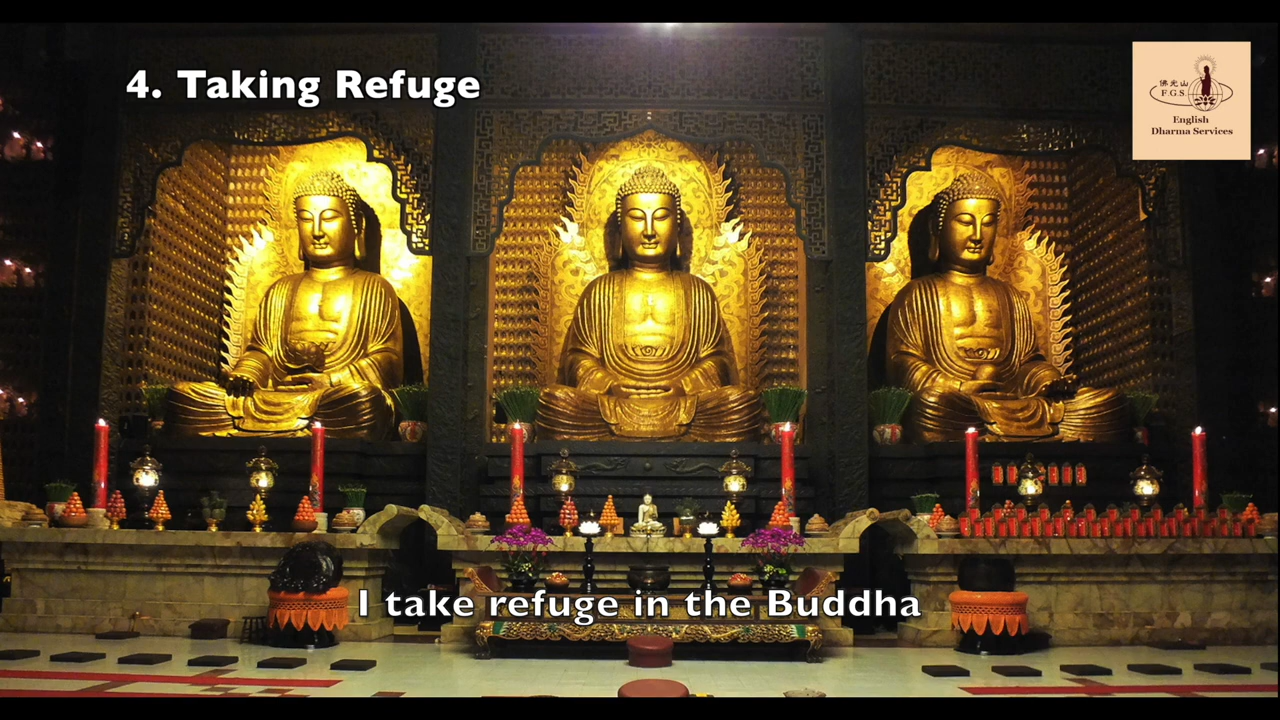 4. Taking Refuge
佛光山
F.G.S.
English
Dharma Services
I take refuge in the Buddha